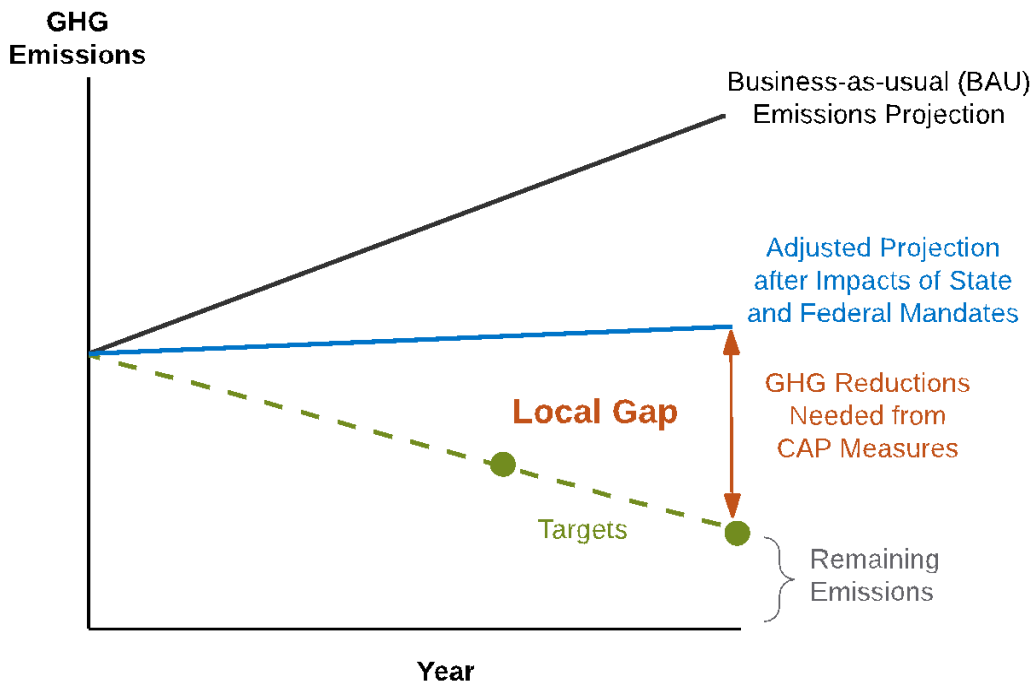 GHG
Emissions
Business-as-usual (BAU)
Emissions Projection
Adjusted Projection
after Impacts of State
and Federal Mandates
GHG Reductions
Needed from
CAP Measures
Local Gap
Targets
Remaining
Emissions
Year